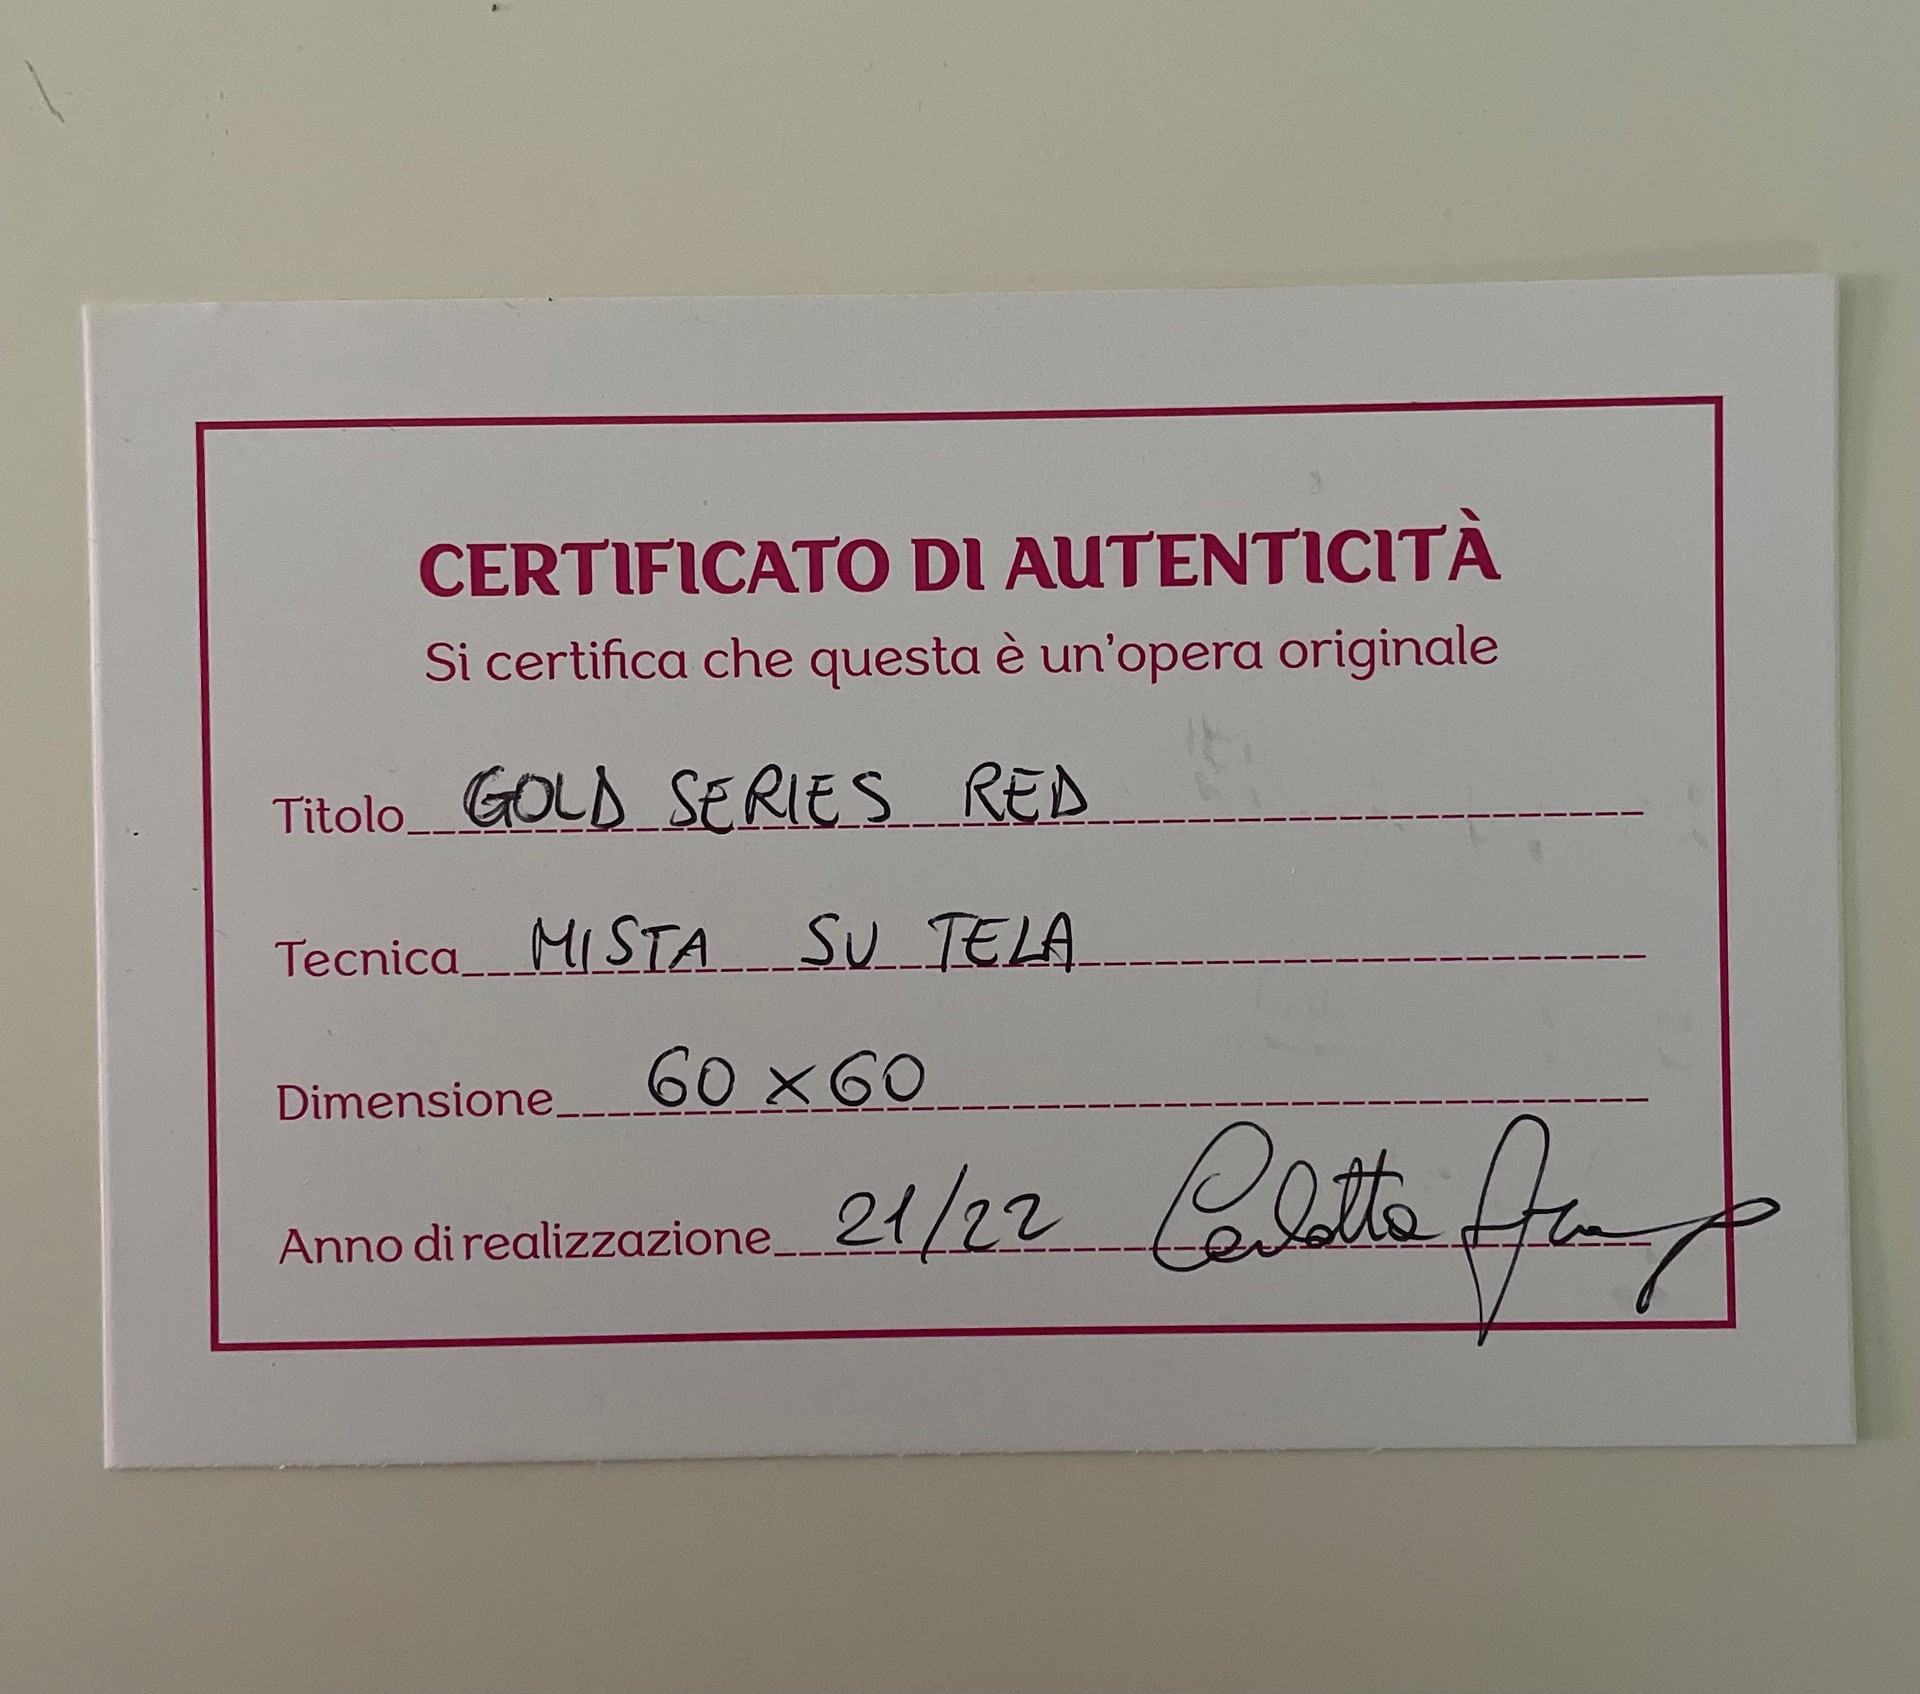 CERTIFICATO DI AUTENTICITÀ
Si certifica che questa è un'opera originale
Titolo GOLD SERIES RED
Tecnica MISTA SU TELA
Dimensione 60 x 60
Anno di realizzazione 21/22 Carlotta